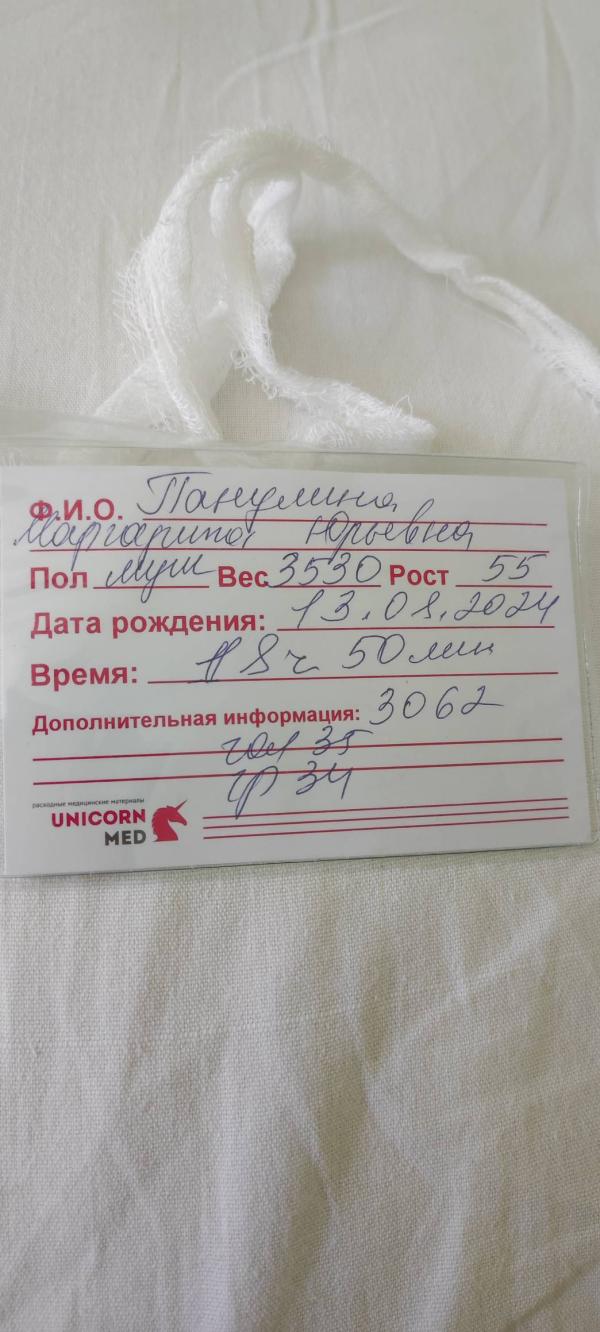 Ф.И.О. Панулина
Маргарита Юрьевна
Пол муж Вес 3530 Рост 55
Дата рождения: 13.08.2024
Время: 18ч 50мин
Дополнительная информация: 3062
гол 35
гр 34
расходные медицинские материалы
UNICORN
MED